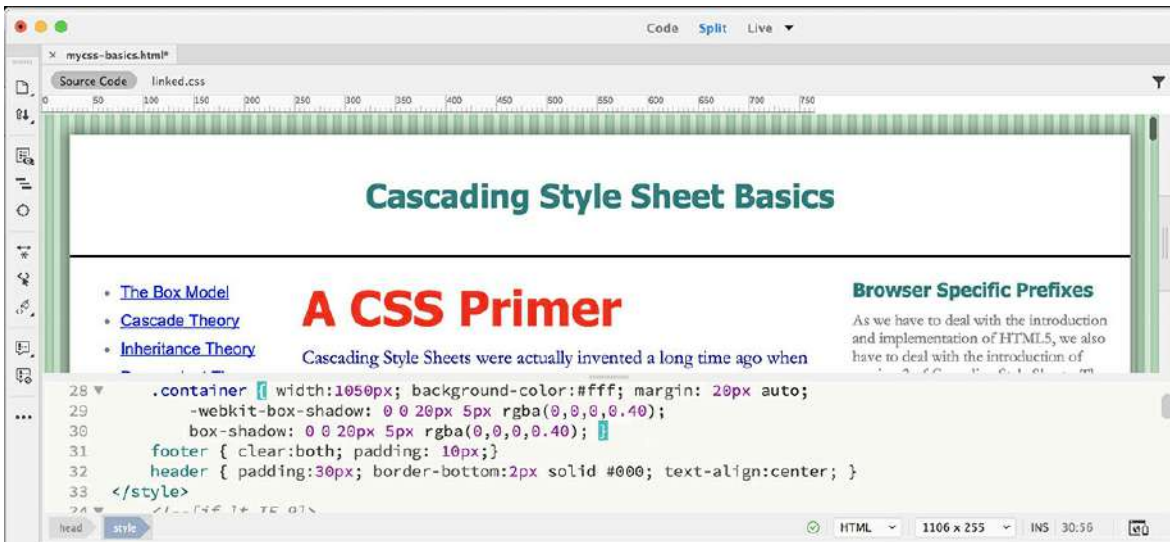 Code Split Live
× mycss-basics.html*
Source Code linked.css
0 50 100 150 200 250 300 350 400 450 500 550 600 650 700 750
Cascading Style Sheet Basics
The Box Model
Cascade Theory
Inheritance Theory
A CSS Primer
Cascading Style Sheets were actually invented a long time ago when
Browser Specific Prefixes
As we have to deal with the introduction
and implementation of HTML5, we also
have to deal with the introduction of
28 .container { width:1050px; background-color:#fff; margin: 20px auto;
29 -webkit-box-shadow: 0 0 20px 5px rgba(0,0,0,0.40);
30 box-shadow: 0 0 20px 5px rgba(0,0,0,0.40); }
31 footer { clear:both; padding: 10px;}
32 header { padding:30px; border-bottom:2px solid #000; text-align:center; }
33 </style>
head style HTML 1106 x 255 INS 30:56